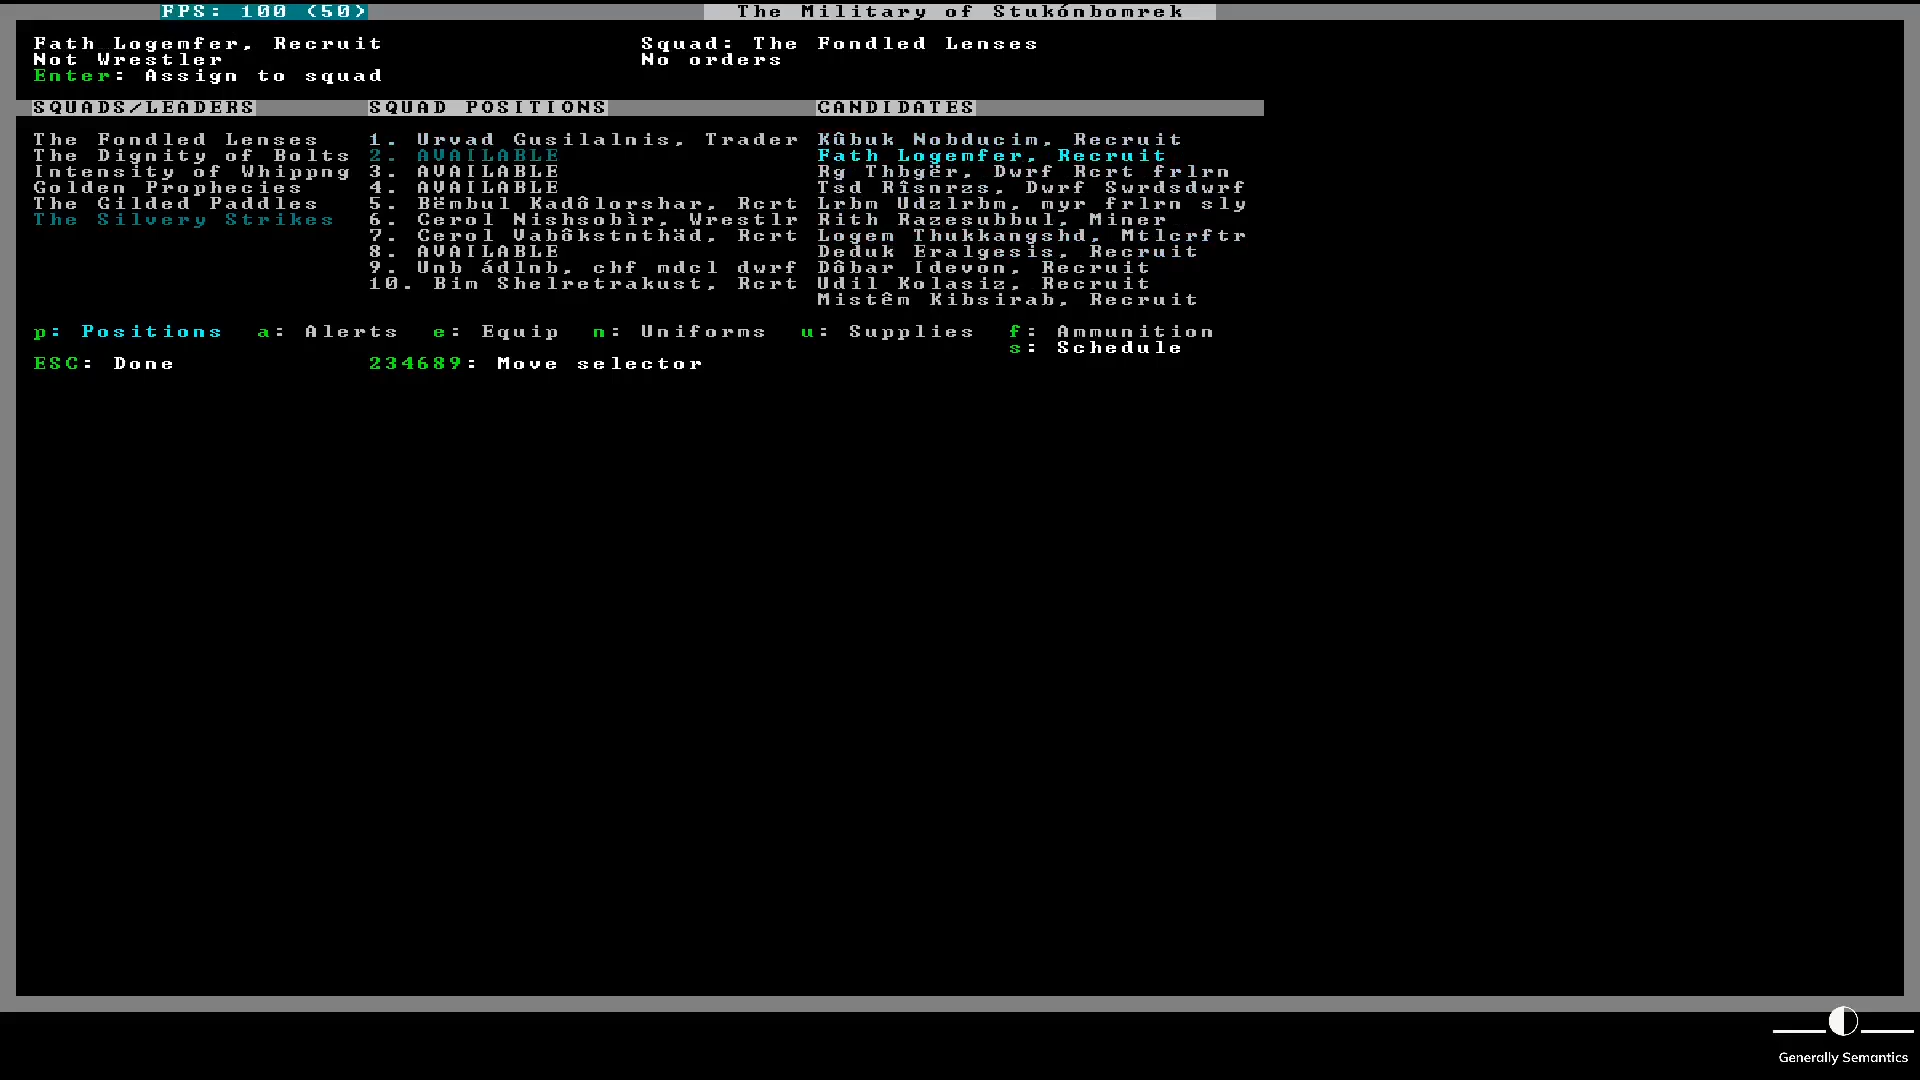 FPS: 100 (50)
The Military of Stukónbomrek
Fath Logemfer, Recruit
Squad: The Fondled Lenses
Not Wrestler
No orders
Enter: Assign to squad
SQUADS/LEADERS
SQUAD POSITIONS
CANDIDATES
The Fondled Lenses
1. Urvad Gusilalnis, Trader
Kûbuk Nobducim, Recruit
The Dignity of Bolts
2. AVAILABLE
Fath Logemfer, Recruit
Intensity of Whippng
3. AVAILABLE
Rg Thbgër, Dwrf Rcrt frlrn
Golden Prophecies
4. AVAILABLE
Tsd Rîsnrzs, Dwrf Swrdsdwrf
The Gilded Paddles
5. Bëmbul Kadôlorshar, Rcrt
Lrbm Udzlrbm, myr frlrn sly
The Silvery Strikes
6. Cerol Nishsobìr, Wrestlr
Rith Razesubbul, Miner
7. Cerol Vabôkstnthäd, Rcrt
Logem Thukkangshd, Mtlcrftr
8. AVAILABLE
Deduk Eralgesis, Recruit
9. Unb ádlnb, chf mdcl dwrf
Dôbar Idevon, Recruit
10. Bim Shelretrakust, Rcrt
Udil Kolasiz, Recruit
Mistêm Kibsirab, Recruit
p: Positions a: Alerts e: Equip n: Uniforms u: Supplies f: Ammunition
s: Schedule
ESC: Done
234689: Move selector
Generally Semantics